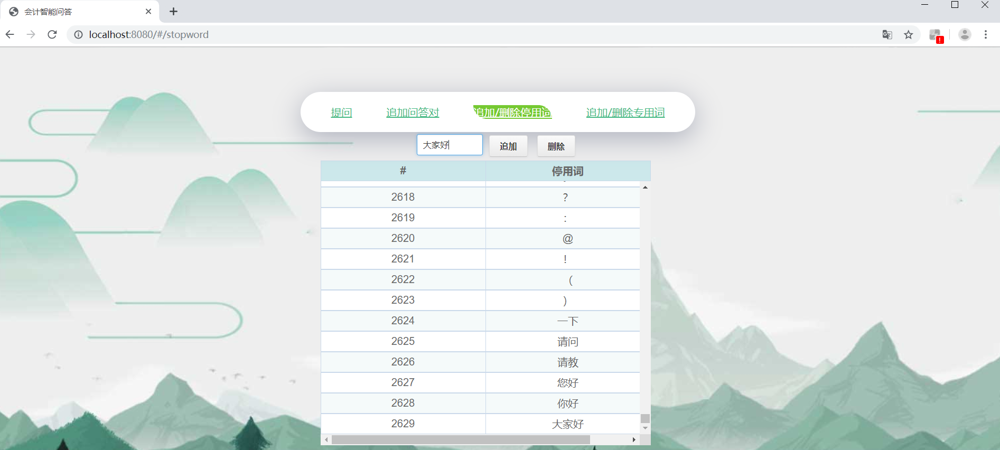 会计智能问答
localhost:8080/#/stopword
提问 追加问答对 追加/删除停用词 追加/删除专用词
大家好 追加 删除
# 停用词
2618 ?
2619 :
2620 @
2621 !
2622 (
2623 )
2624 一下
2625 请问
2626 请教
2627 您好
2628 你好
2629 大家好